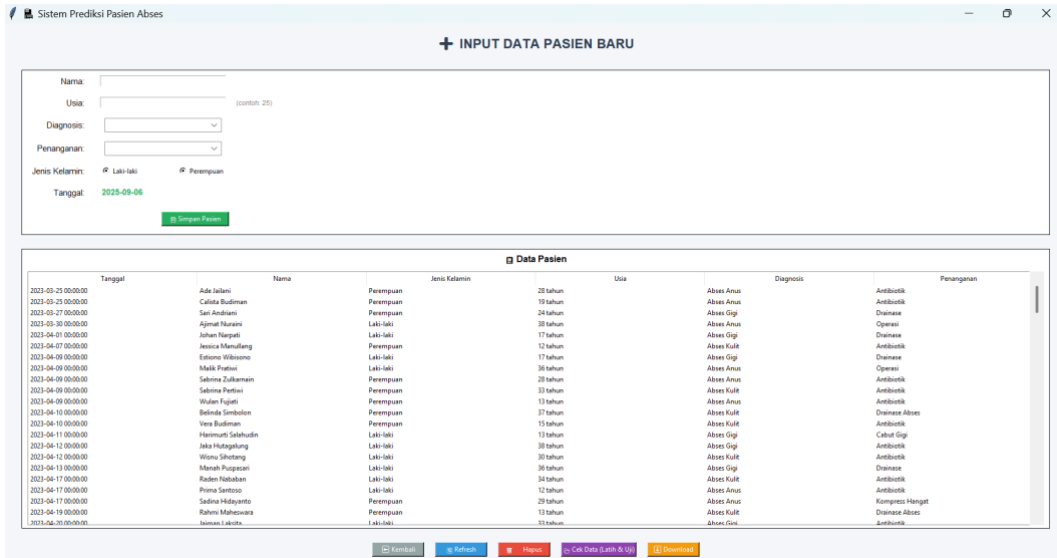 Sistem Prediksi Pasien Abses
INPUT DATA PASIEN BARU
Nama:
Usia: (contoh: 25)
Diagnosis:
Penanganan:
Jenis Kelamin: Laki-laki Perempuan
Tanggal: 2025-09-06
Simpan Pasien
Data Pasien
Tanggal Nama Jenis Kelamin Usia Diagnosis Penanganan
2023-03-25 00:00:00 Ade Jailani Perempuan 28 tahun Abses Anus Antibiotik
2023-03-25 00:00:00 Calista Budiman Perempuan 19 tahun Abses Anus Antibiotik
2023-03-27 00:00:00 Sari Andriani Perempuan 24 tahun Abses Gigi Drainase
2023-03-30 00:00:00 Ajimat Nuraini Laki-laki 38 tahun Abses Anus Operasi
2023-04-01 00:00:00 Johan Narpati Laki-laki 17 tahun Abses Gigi Drainase
2023-04-07 00:00:00 Jessica Manullang Perempuan 12 tahun Abses Kulit Antibiotik
2023-04-09 00:00:00 Estiono Wibisono Laki-laki 17 tahun Abses Gigi Drainase
2023-04-09 00:00:00 Malik Pratiwi Laki-laki 36 tahun Abses Anus Operasi
2023-04-09 00:00:00 Sabrina Zulkarnain Perempuan 28 tahun Abses Anus Antibiotik
2023-04-09 00:00:00 Sabrina Pertiwi Perempuan 33 tahun Abses Kulit Antibiotik
2023-04-09 00:00:00 Wulan Fujiati Perempuan 13 tahun Abses Anus Antibiotik
2023-04-10 00:00:00 Belinda Simbolon Perempuan 37 tahun Abses Kulit Drainase Abses
2023-04-10 00:00:00 Vera Budiman Perempuan 15 tahun Abses Kulit Antibiotik
2023-04-11 00:00:00 Harimurti Salahudin Laki-laki 13 tahun Abses Gigi Cabut Gigi
2023-04-12 00:00:00 Jaka Hutagalung Laki-laki 38 tahun Abses Gigi Antibiotik
2023-04-12 00:00:00 Wisnu Sihotang Laki-laki 30 tahun Abses Kulit Antibiotik
2023-04-13 00:00:00 Manah Puspasari Laki-laki 36 tahun Abses Gigi Drainase
2023-04-17 00:00:00 Raden Nababan Laki-laki 34 tahun Abses Kulit Antibiotik
2023-04-17 00:00:00 Prima Santoso Laki-laki 12 tahun Abses Anus Antibiotik
2023-04-17 00:00:00 Sadina Hidayanto Perempuan 29 tahun Abses Anus Kompress Hangat
2023-04-19 00:00:00 Rahmi Maheswara Perempuan 13 tahun Abses Kulit Drainase Abses
2023-04-20 00:00:00 Laksita Laki-laki 33 tahun Abses Gigi Antibiotik
Kembali Refresh Hapus Cek Data (Latih & Uji) Download